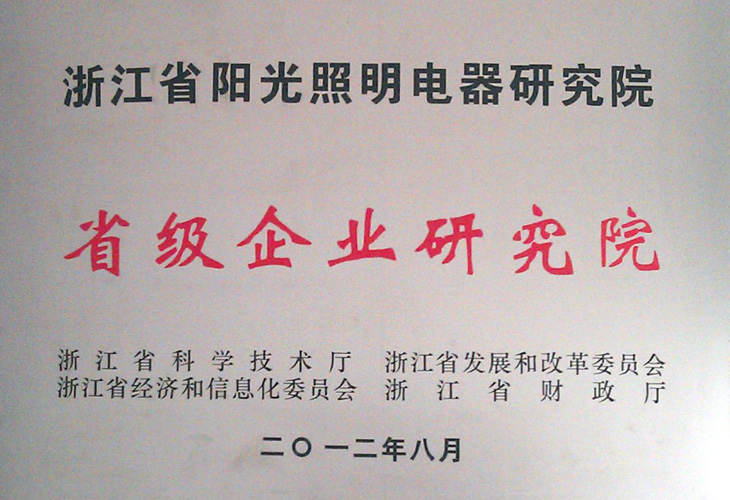 浙江省阳光照明电器研究院
省级企业研究院
浙江省科学技术厅 浙江省发展和改革委员会
浙江省经济和信息化委员会 浙江省财政厅
二〇一二年八月